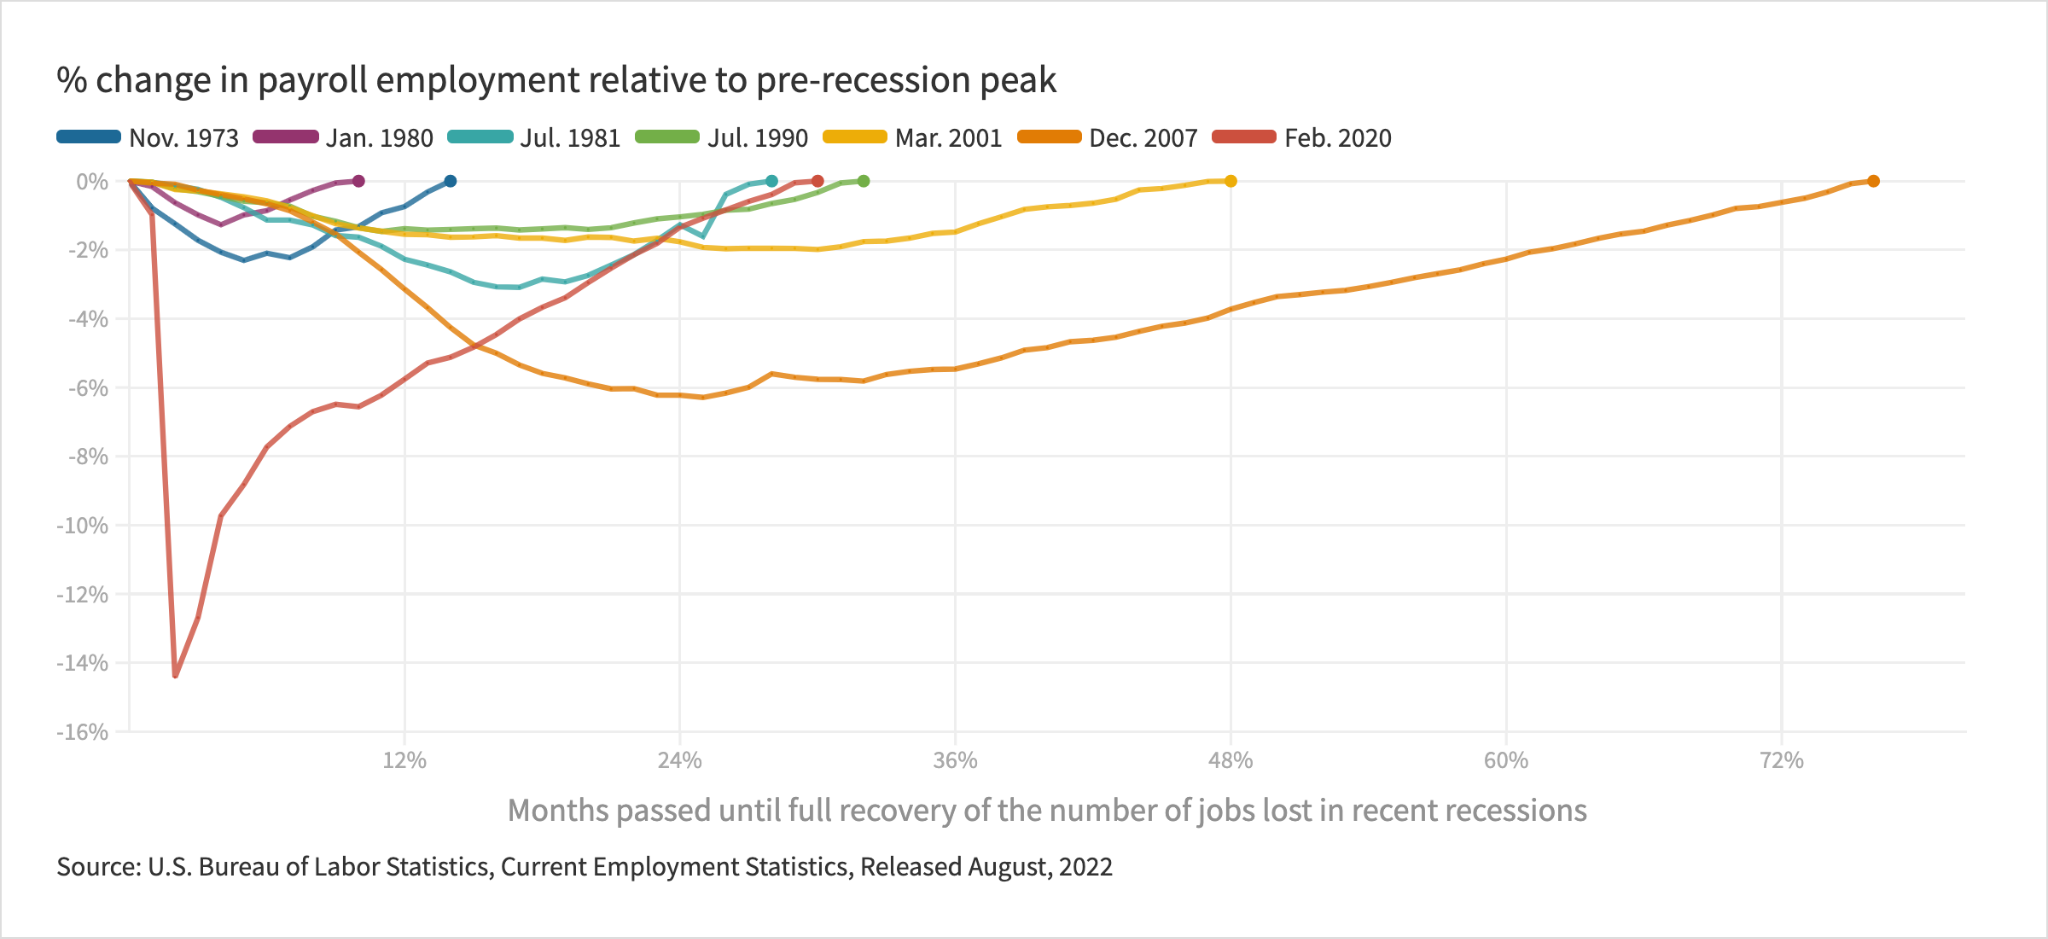 % change in payroll employment relative to pre-recession peak
Nov. 1973 Jan. 1980 Jul. 1981 Jul. 1990 Mar. 2001 Dec. 2007 Feb. 2020
0%
-2%
-4%
-6%
-8%
-10%
-12%
-14%
-16%
12% 24% 36% 48% 60% 72%
Months passed until full recovery of the number of jobs lost in recent recessions
Source: U.S. Bureau of Labor Statistics, Current Employment Statistics, Released August, 2022